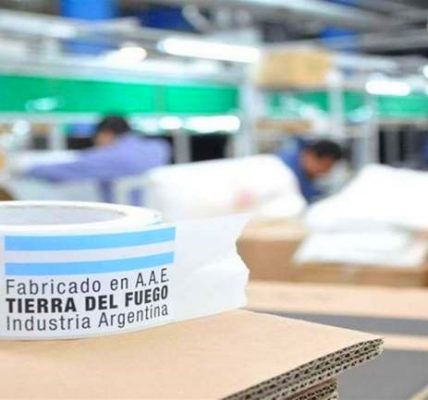 Fabricado en A.A.E.
TIERRA DEL FUEGO
Industria Argentina